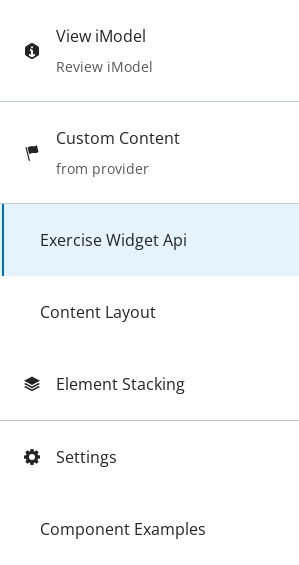 View iModel
Review iModel
Custom Content
from provider
Exercise Widget Api
Content Layout
Element Stacking
Settings
Component Examples